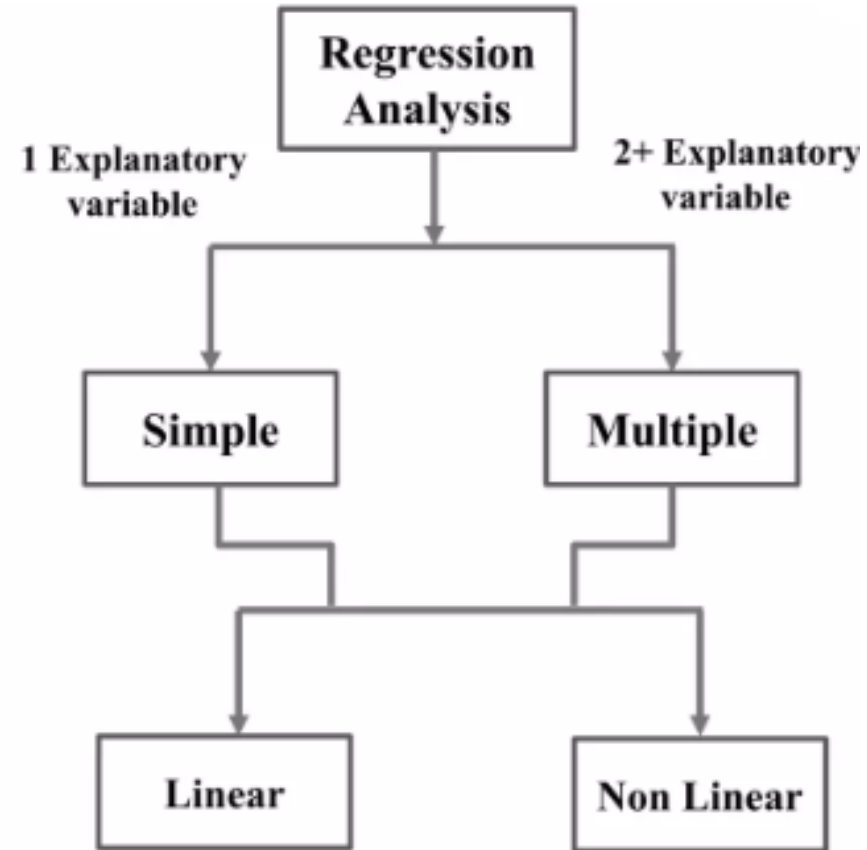 Regression
Analysis
1 Explanatory
variable
2+ Explanatory
variable
Simple
Multiple
Linear
Non Linear